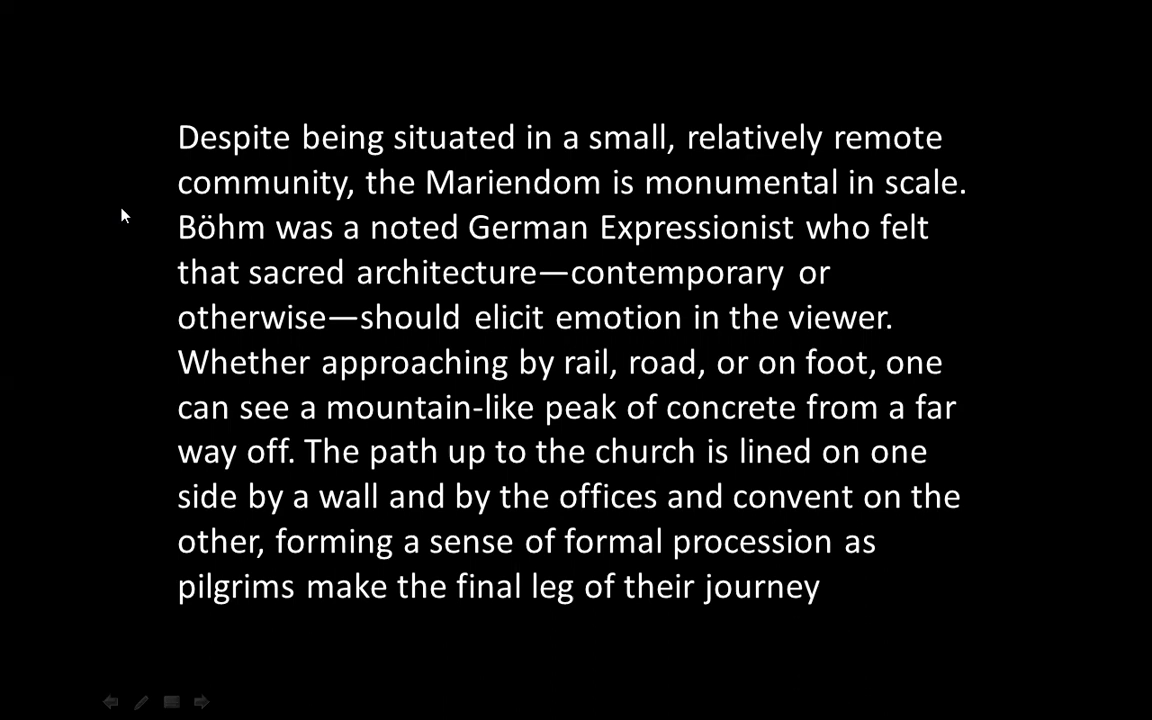 Despite being situated in a small, relatively remote
community, the Mariendom is monumental in scale.
Böhm was a noted German Expressionist who felt
that sacred architecture—contemporary or
otherwise—should elicit emotion in the viewer.
Whether approaching by rail, road, or on foot, one
can see a mountain-like peak of concrete from a far
way off. The path up to the church is lined on one
side by a wall and by the offices and convent on the
other, forming a sense of formal procession as
pilgrims make the final leg of their journey